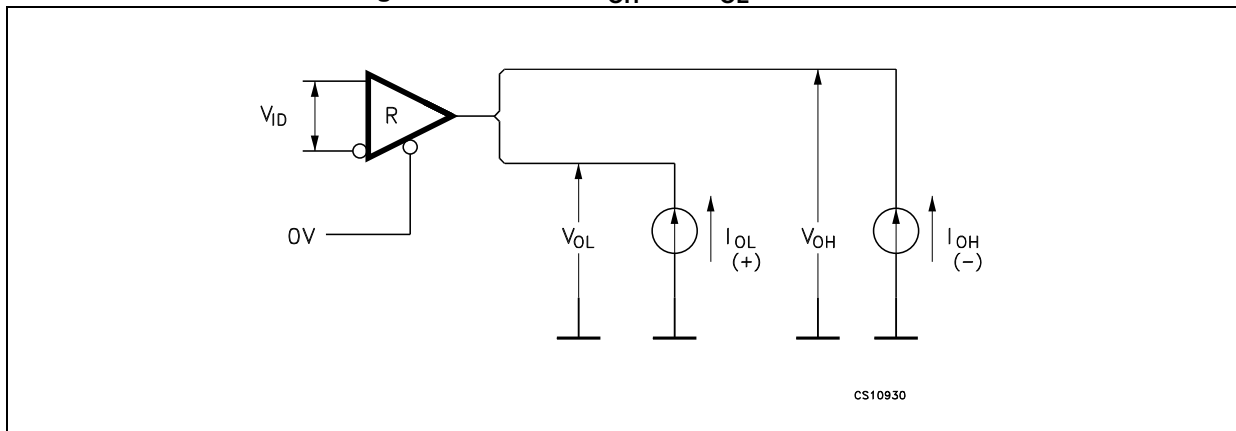 R
V_ID
0V
V_OL
I_OL
(+)
V_OH
I_OH
(−)
CS10930